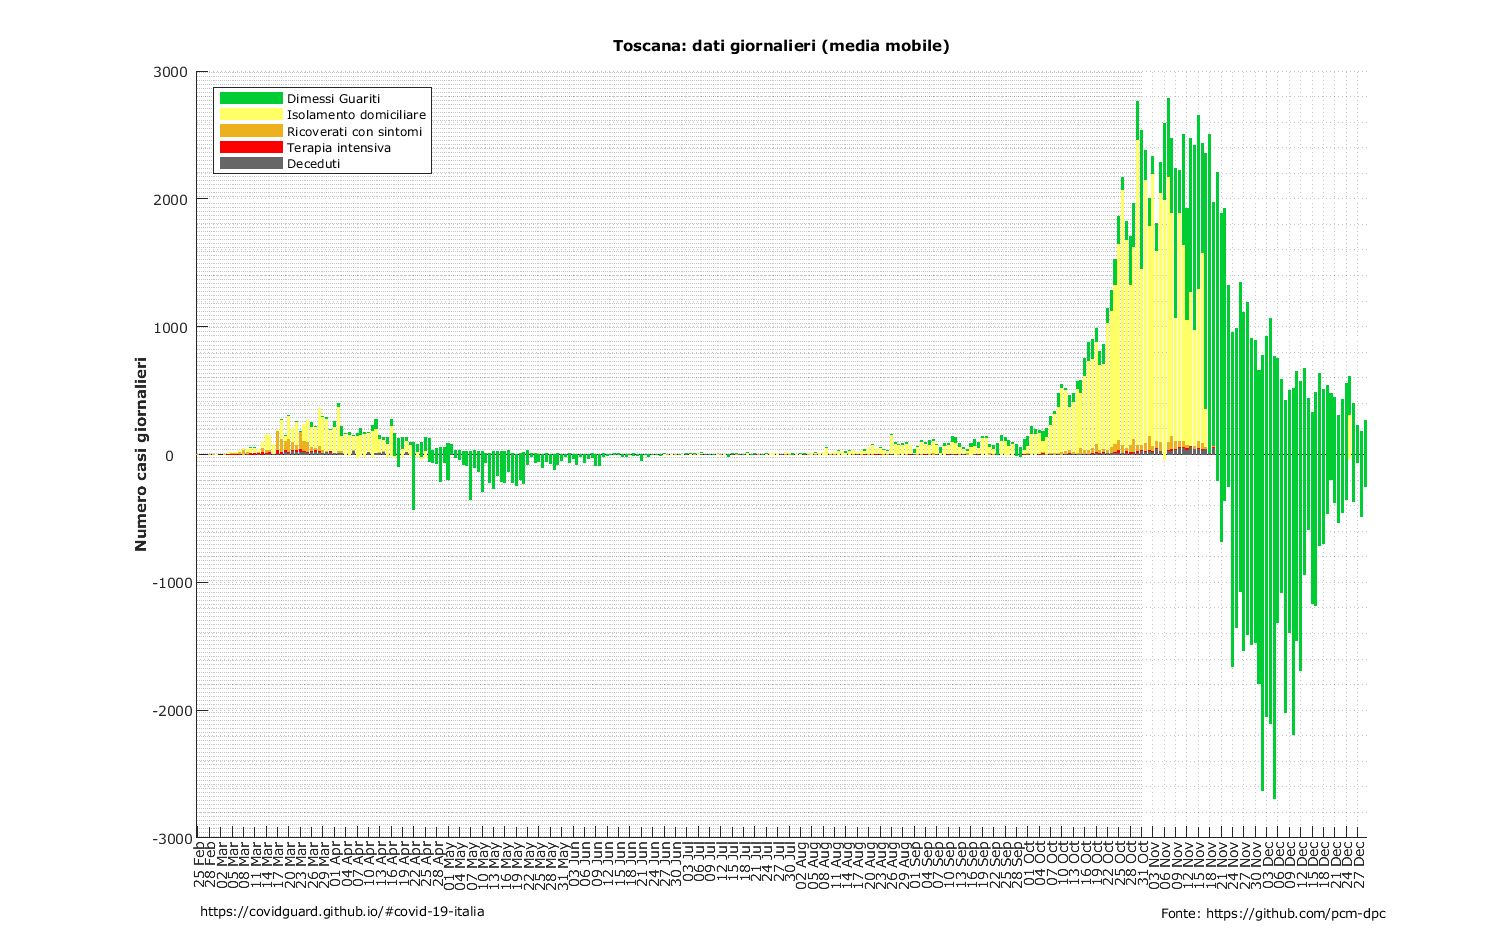 Toscana: dati giornalieri (media mobile)
3000
2000
1000
0
-1000
-2000
-3000
Numero casi giornalieri
Dimessi Guariti
Isolamento domiciliare
Ricoverati con sintomi
Terapia intensiva
Deceduti
25 Feb
28 Feb
02 Mar
05 Mar
08 Mar
11 Mar
14 Mar
17 Mar
20 Mar
23 Mar
26 Mar
29 Mar
01 Apr
04 Apr
07 Apr
10 Apr
13 Apr
16 Apr
19 Apr
22 Apr
25 Apr
28 Apr
01 May
04 May
07 May
10 May
13 May
16 May
19 May
22 May
25 May
28 May
31 May
03 Jun
06 Jun
09 Jun
12 Jun
15 Jun
18 Jun
21 Jun
24 Jun
27 Jun
30 Jun
03 Jul
06 Jul
09 Jul
12 Jul
15 Jul
18 Jul
21 Jul
24 Jul
27 Jul
30 Jul
02 Aug
05 Aug
08 Aug
11 Aug
14 Aug
17 Aug
20 Aug
23 Aug
26 Aug
29 Aug
01 Sep
04 Sep
07 Sep
10 Sep
13 Sep
16 Sep
19 Sep
22 Sep
25 Sep
28 Sep
01 Oct
04 Oct
07 Oct
10 Oct
13 Oct
16 Oct
19 Oct
22 Oct
25 Oct
28 Oct
31 Oct
03 Nov
06 Nov
09 Nov
12 Nov
15 Nov
18 Nov
21 Nov
24 Nov
27 Nov
30 Nov
03 Dec
06 Dec
09 Dec
12 Dec
15 Dec
18 Dec
21 Dec
24 Dec
27 Dec
https://covidguard.github.io/#covid-19-italia
Fonte: https://github.com/pcm-dpc